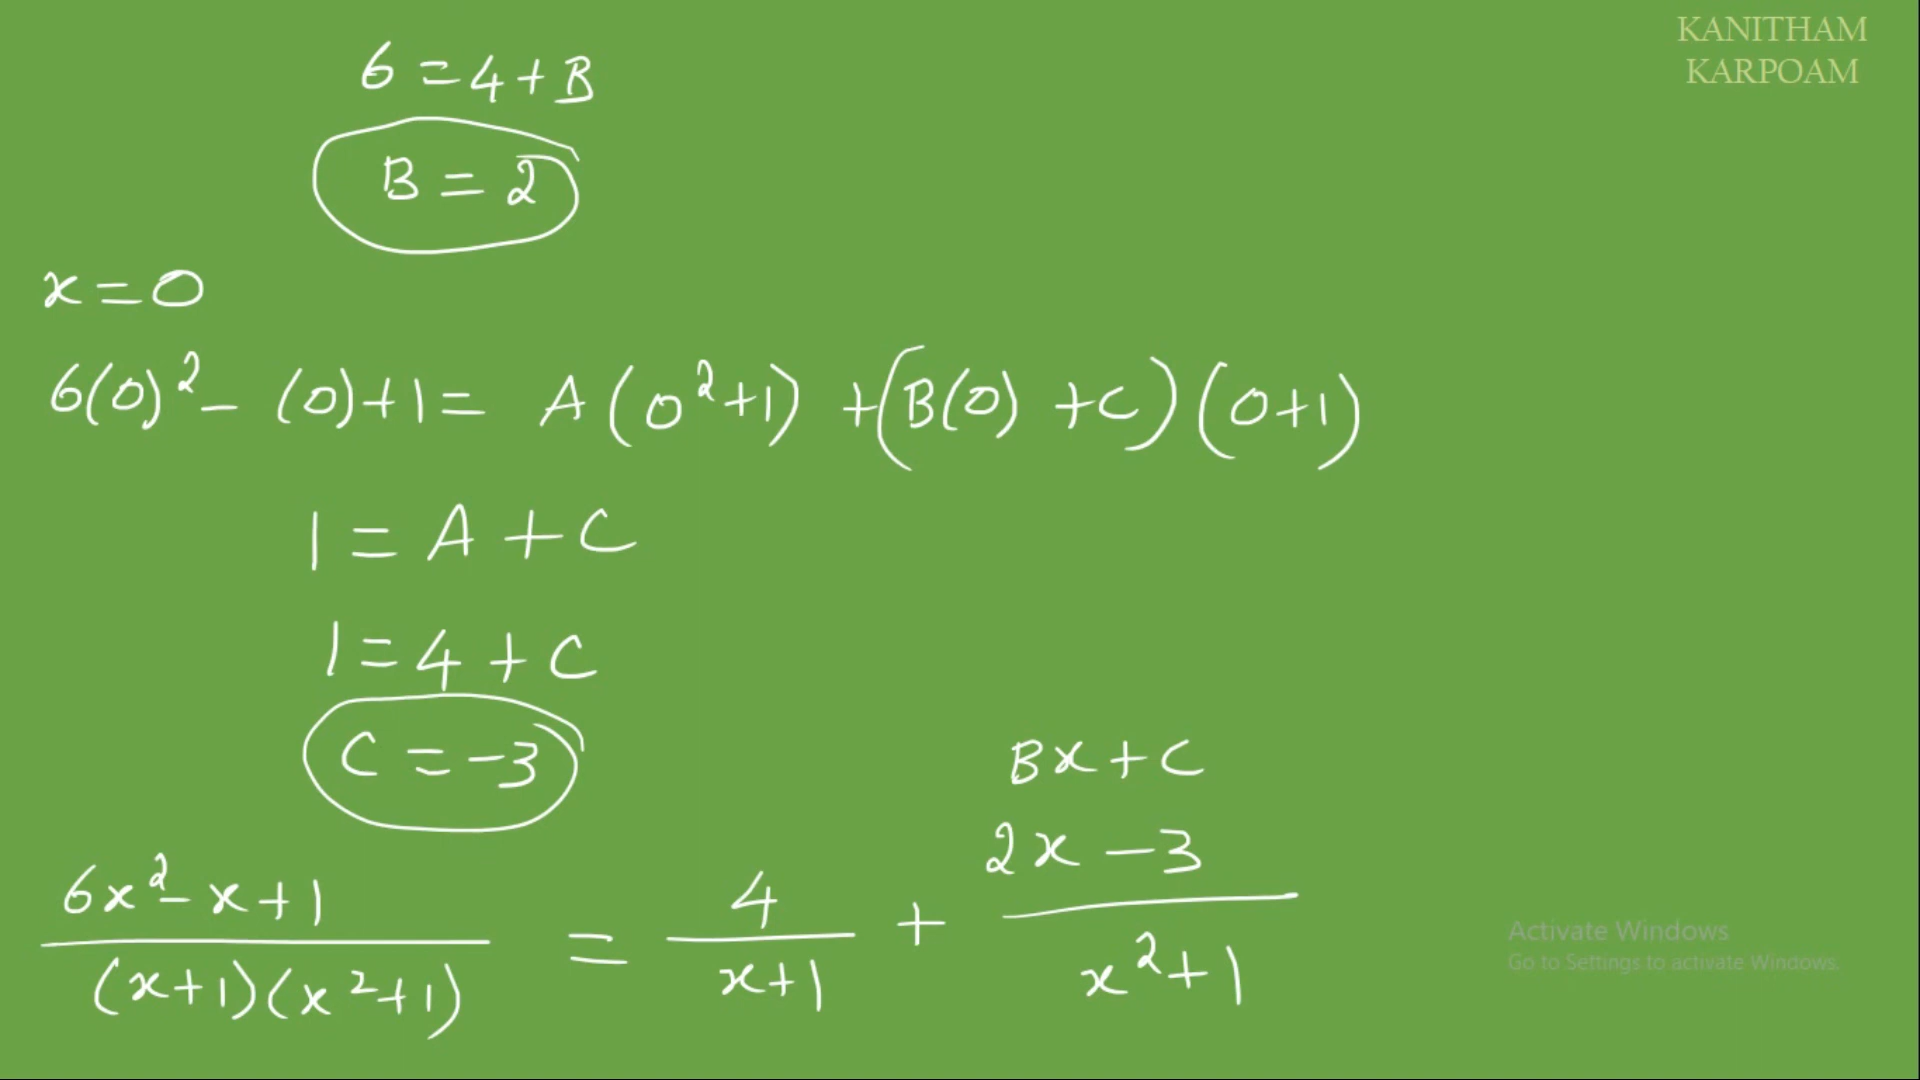 KANITHAM
KARPOAM
6 = 4 + B
B = 2
x = 0
6(0)² - (0) + 1 = A(0² + 1) + (B(0) + C)(0 + 1)
1 = A + C
1 = 4 + C
C = -3
Bx + C
6x² - x + 1 / (x + 1)(x² + 1) = 4 / x + 1 + 2x - 3 / x² + 1
Activate Windows
Go to Settings to activate Windows.